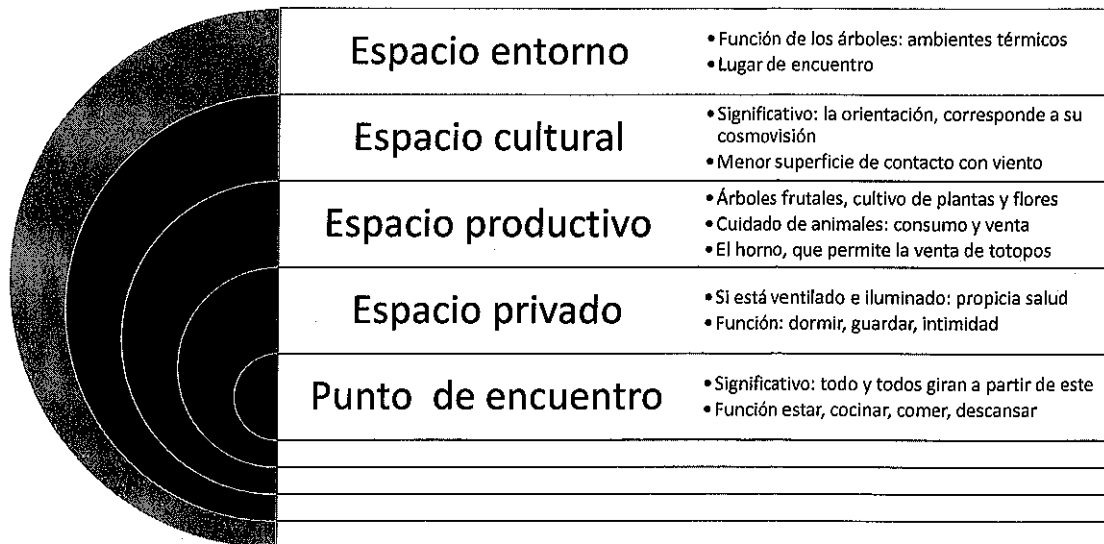 Espacio entorno
• Función de los árboles: ambientes térmicos
• Lugar de encuentro
Espacio cultural
• Significativo: la orientación, corresponde a su
cosmovisión
• Menor superficie de contacto con viento
Espacio productivo
• Árboles frutales, cultivo de plantas y flores
• Cuidado de animales: consumo y venta
• El horno, que permite la venta de totopos
Espacio privado
• Si está ventilado e iluminado: propicia salud
• Función: dormir, guardar, intimidad
Punto de encuentro
• Significativo: todo y todos giran a partir de este
• Función estar, cocinar, comer, descansar